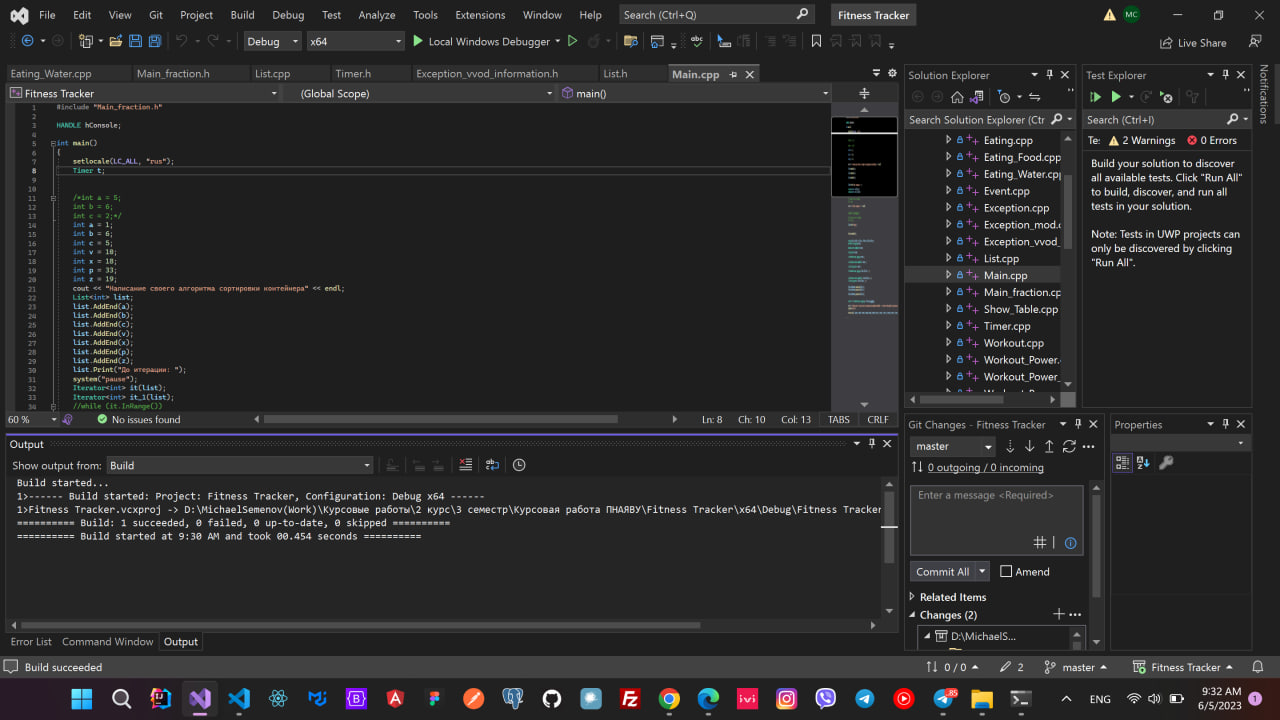 File Edit View Git Project Build Debug Test Analyze Tools Extensions Window Help Search (Ctrl+Q) Fitness Tracker MC
Debug x64 Local Windows Debugger Live Share
Eating_Water.cpp Main_fraction.h List.cpp Timer.h Exception_vvod_information.h List.h Main.cpp
Fitness Tracker (Global Scope) main()
1 #include "Main_fraction.h"
2
3 HANDLE hConsole;
4
5 int main()
6 {
7 setlocale(LC_ALL, "rus");
8 Timer t;
9
10
11 /*int a = 5;
12 int b = 6;
13 int c = 2;*/
14 int a = 1;
15 int b = 6;
16 int c = 5;
17 int v = 10;
18 int x = 18;
19 int p = 33;
20 int z = 19;
21 cout << "Написание своего алгоритма сортировки контейнера" << endl;
22 List<int> list;
23 list.AddEnd(a);
24 list.AddEnd(b);
25 list.AddEnd(c);
26 list.AddEnd(v);
27 list.AddEnd(x);
28 list.AddEnd(p);
29 list.AddEnd(z);
30 list.Print("До итерации: ");
31 system("pause");
32 Iterator<int> it(list);
33 Iterator<int> it_1(list);
34 //while (it.InRange())
60 % No issues found Ln: 8 Ch: 10 Col: 13 TABS CRLF
Output
Show output from: Build
Build started...
1>------ Build started: Project: Fitness Tracker, Configuration: Debug x64 ------
1>Fitness Tracker.vcxproj -> D:\MichaelSemenov(Work)\Курсовые работы\2 курс\3 семестр\Курсовая работа ПНАЯВУ\Fitness Tracker\x64\Debug\Fitness Tracker
========== Build: 1 succeeded, 0 failed, 0 up-to-date, 0 skipped ==========
========== Build started at 9:30 AM and took 00.454 seconds ==========
Error List Command Window Output
Solution Explorer
Search Solution Explorer (Ctr
Eating.cpp
Eating_Food.cpp
Eating_Water.cpp
Event.cpp
Exception.cpp
Exception_mod.c
Exception_vvod_
List.cpp
Main.cpp
Main_fraction.cp
Show_Table.cpp
Timer.cpp
Workout.cpp
Workout_Power.
Workout_Power_
Test Explorer
Search (Ctrl+I)
Te: 2 Warnings 0 Errors
Build your solution to discover
all available tests. Click "Run All"
to build, discover, and run all
tests in your solution.
Note: Tests in UWP projects can
only be discovered by clicking
"Run All".
Notifications
Git Changes - Fitness Tracker
master
0 outgoing / 0 incoming
Enter a message <Required>
Commit All Amend
Related Items
Changes (2)
D:\MichaelS...
Properties
Build succeeded 0 / 0 2 master Fitness Tracker
ivi 85 ENG 9:32 AM
6/5/2023 1